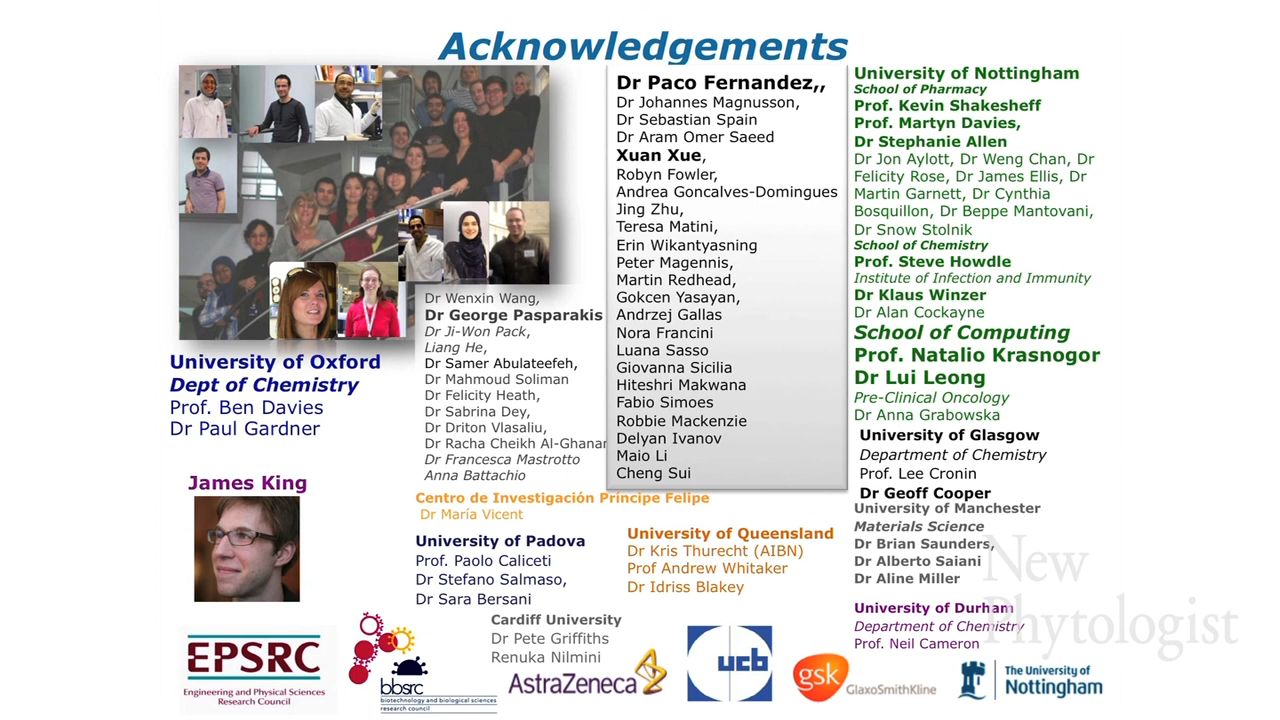 Acknowledgements
Dr Wenxin Wang,
Dr George Pasparakis
Dr Ji-Won Pack,
Liang He,
Dr Samer Abulateefeh,
Dr Mahmoud Soliman
Dr Felicity Heath,
Dr Sabrina Dey,
Dr Driton Vlasaliu,
Dr Racha Cheikh Al-Ghanar
Dr Francesca Mastrotto
Anna Battachio
University of Oxford
Dept of Chemistry
Prof. Ben Davies
Dr Paul Gardner
James King
Dr Paco Fernandez,,
Dr Johannes Magnusson,
Dr Sebastian Spain
Dr Aram Omer Saeed
Xuan Xue,
Robyn Fowler,
Andrea Goncalves-Domingues
Jing Zhu,
Teresa Matini,
Erin Wikantyasning
Peter Magennis,
Martin Redhead,
Gokcen Yasayan,
Andrzej Gallas
Nora Francini
Luana Sasso
Giovanna Sicilia
Hiteshri Makwana
Fabio Simoes
Robbie Mackenzie
Delyan Ivanov
Maio Li
Cheng Sui
Centro de Investigación Príncipe Felipe
Dr María Vicent
University of Padova
Prof. Paolo Caliceti
Dr Stefano Salmaso,
Dr Sara Bersani
University of Queensland
Dr Kris Thurecht (AIBN)
Prof Andrew Whitaker
Dr Idriss Blakey
Cardiff University
Dr Pete Griffiths
Renuka Nilmini
University of Nottingham
School of Pharmacy
Prof. Kevin Shakesheff
Prof. Martyn Davies,
Dr Stephanie Allen
Dr Jon Aylott, Dr Weng Chan, Dr
Felicity Rose, Dr James Ellis, Dr
Martin Garnett, Dr Cynthia
Bosquillon, Dr Beppe Mantovani,
Dr Snow Stolnik
School of Chemistry
Prof. Steve Howdle
Institute of Infection and Immunity
Dr Klaus Winzer
Dr Alan Cockayne
School of Computing
Prof. Natalio Krasnogor
Dr Lui Leong
Pre-Clinical Oncology
Dr Anna Grabowska
University of Glasgow
Department of Chemistry
Prof. Lee Cronin
Dr Geoff Cooper
University of Manchester
Materials Science
Dr Brian Saunders,
Dr Alberto Saiani
Dr Aline Miller
University of Durham
Department of Chemistry
Prof. Neil Cameron
New
Phytologist
EPSRC
Engineering and Physical Sciences
Research Council
bbsrc
biotechnology and biological sciences
research council
AstraZeneca
ucb
gsk
GlaxoSmithKline
The University of
Nottingham